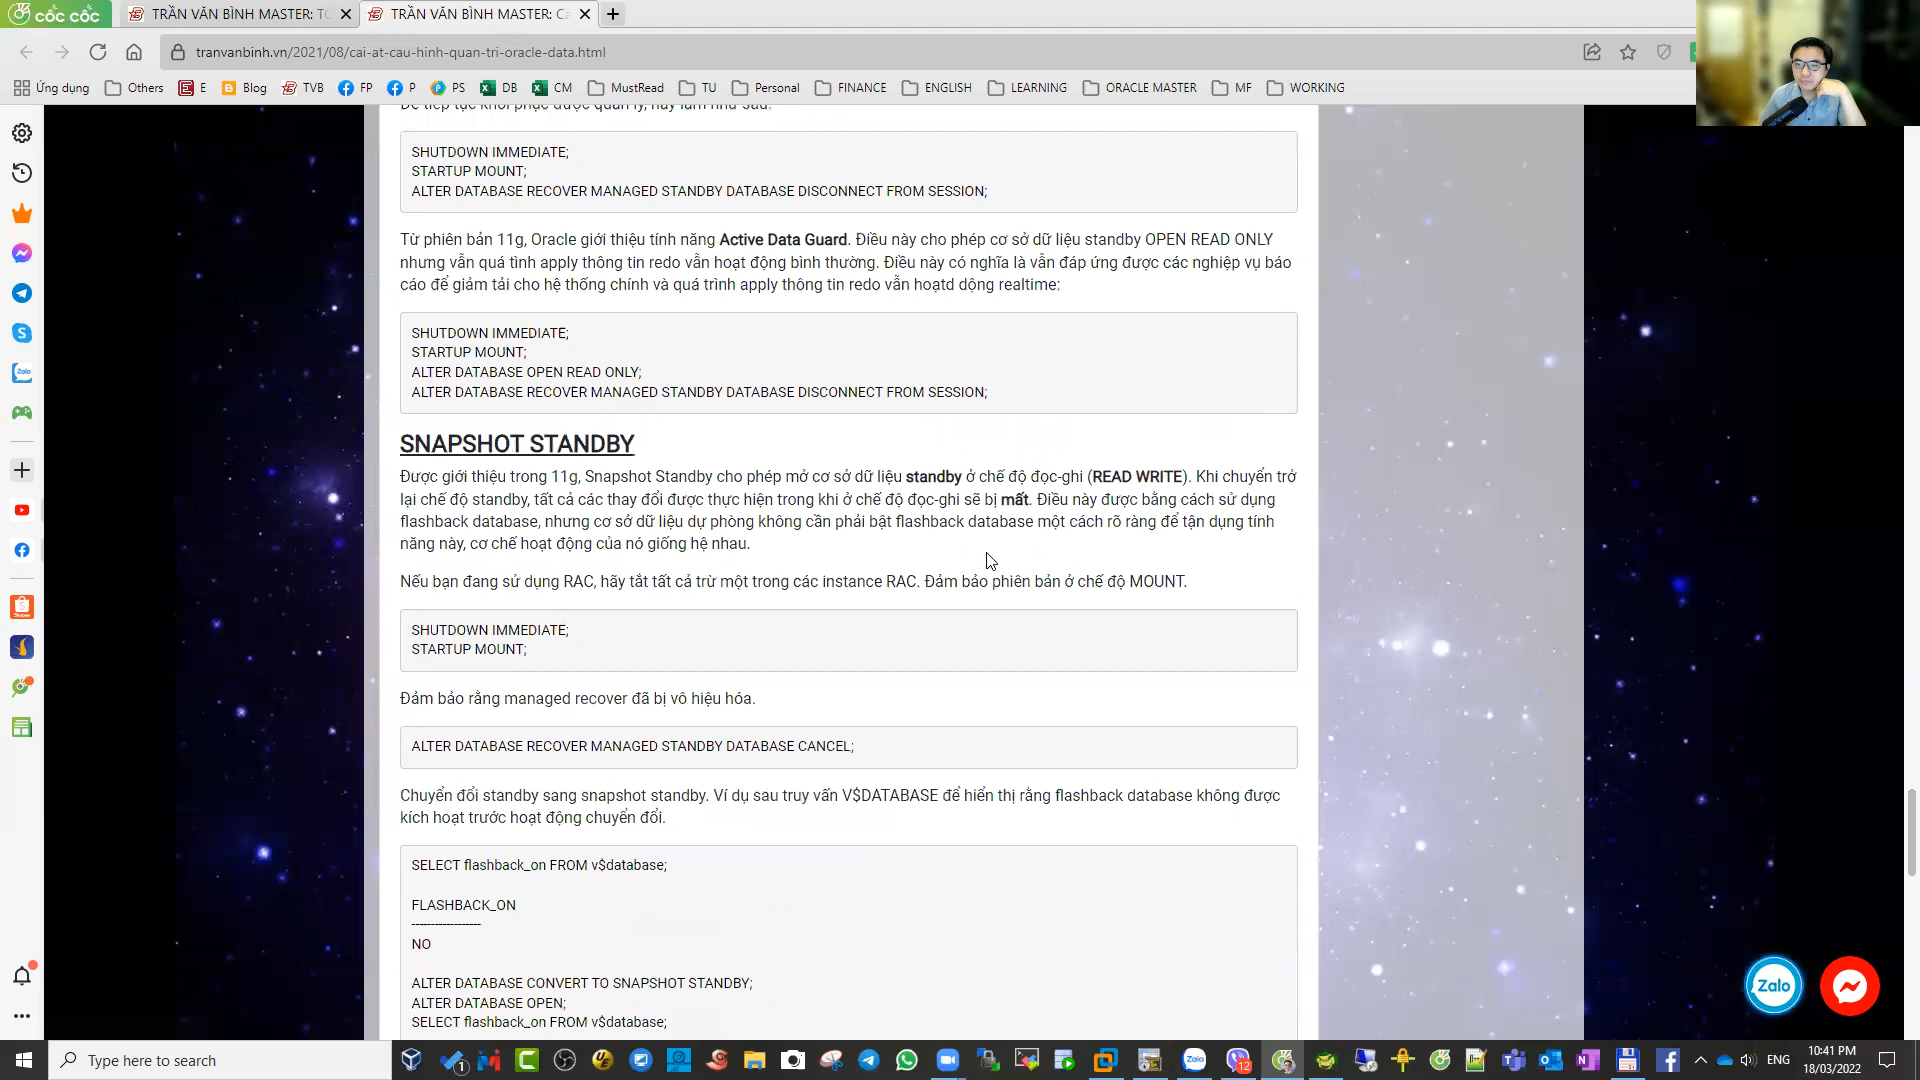 cốc cốc
TRẦN VĂN BÌNH MASTER: TỔ
TRẦN VĂN BÌNH MASTER: Cà
tranvanbinh.vn/2021/08/cai-at-cau-hinh-quan-tri-oracle-data.html
Ứng dụng Others E Blog TVB FP P PS DB CM MustRead TU Personal FINANCE ENGLISH LEARNING ORACLE MASTER MF WORKING
Để tiếp tục khôi phục được quản lý, hãy làm như sau:
SHUTDOWN IMMEDIATE;
STARTUP MOUNT;
ALTER DATABASE RECOVER MANAGED STANDBY DATABASE DISCONNECT FROM SESSION;
Từ phiên bản 11g, Oracle giới thiệu tính năng Active Data Guard. Điều này cho phép cơ sở dữ liệu standby OPEN READ ONLY
nhưng vẫn quá tình apply thông tin redo vẫn hoạt động bình thường. Điều này có nghĩa là vẫn đáp ứng được các nghiệp vụ báo
cáo để giảm tải cho hệ thống chính và quá trình apply thông tin redo vẫn hoạtd dộng realtime:
SHUTDOWN IMMEDIATE;
STARTUP MOUNT;
ALTER DATABASE OPEN READ ONLY;
ALTER DATABASE RECOVER MANAGED STANDBY DATABASE DISCONNECT FROM SESSION;
SNAPSHOT STANDBY
Được giới thiệu trong 11g, Snapshot Standby cho phép mở cơ sở dữ liệu standby ở chế độ đọc-ghi (READ WRITE). Khi chuyển trở
lại chế độ standby, tất cả các thay đổi được thực hiện trong khi ở chế độ đọc-ghi sẽ bị mất. Điều này được bằng cách sử dụng
flashback database, nhưng cơ sở dữ liệu dự phòng không cần phải bật flashback database một cách rõ ràng để tận dụng tính
năng này, cơ chế hoạt động của nó giống hệ nhau.
Nếu bạn đang sử dụng RAC, hãy tắt tất cả trừ một trong các instance RAC. Đảm bảo phiên bản ở chế độ MOUNT.
SHUTDOWN IMMEDIATE;
STARTUP MOUNT;
Đảm bảo rằng managed recover đã bị vô hiệu hóa.
ALTER DATABASE RECOVER MANAGED STANDBY DATABASE CANCEL;
Chuyển đổi standby sang snapshot standby. Ví dụ sau truy vấn V$DATABASE để hiển thị rằng flashback database không được
kích hoạt trước hoạt động chuyển đổi.
SELECT flashback_on FROM v$database;
FLASHBACK_ON
------------------
NO
ALTER DATABASE CONVERT TO SNAPSHOT STANDBY;
ALTER DATABASE OPEN;
SELECT flashback_on FROM v$database;
Zalo
Type here to search
ENG
10:41 PM
18/03/2022